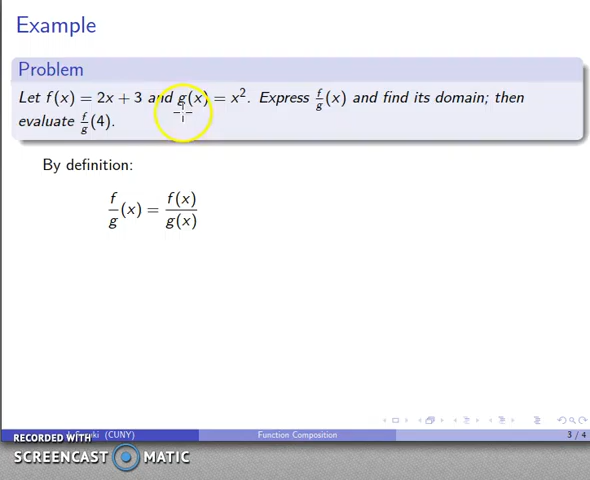 Example
Problem
Let f(x) = 2x + 3 and g(x) = x². Express f/g(x) and find its domain; then
evaluate f/g(4).
By definition:
f/g(x) = f(x)/g(x)
(CUNY) Function Composition 3 / 4
RECORDED WITH
SCREENCAST MATIC